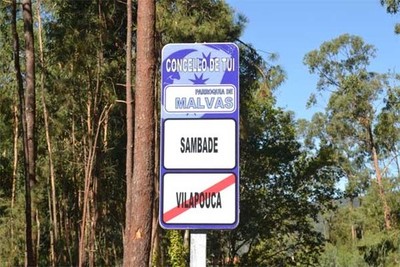 CONCELLO DE TUI
PARROQUIA DE
MALVAS
SAMBADE
VILAPOUCA